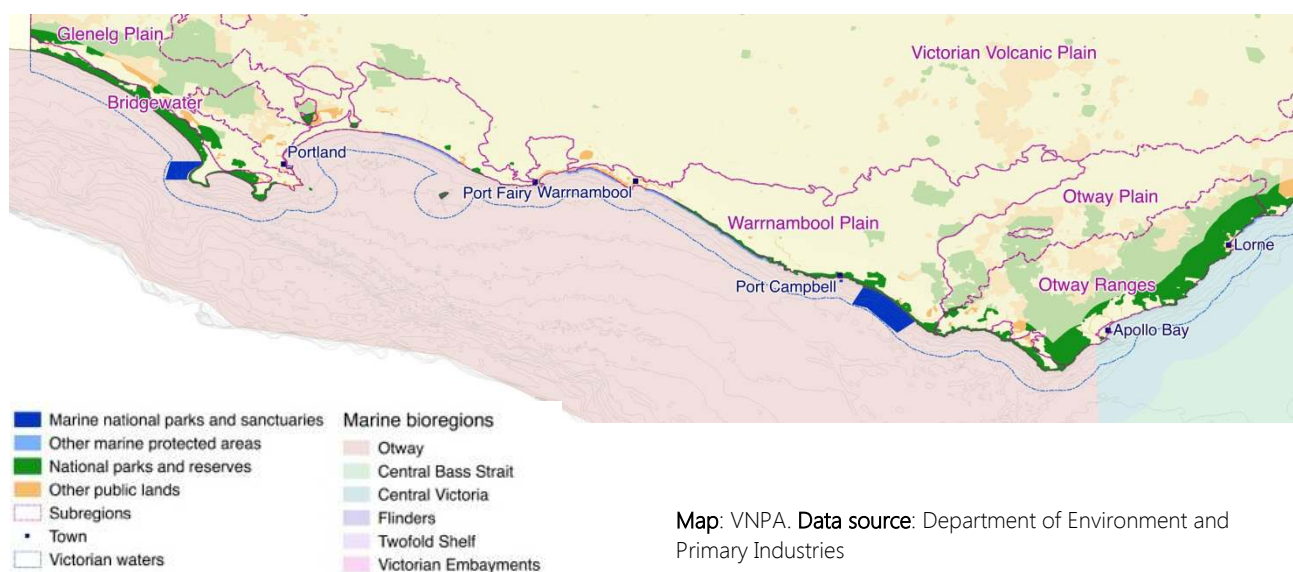 Glenelg Plain
Victorian Volcanic Plain
Bridgewater
Portland
Port Fairy
Warrnambool
Otway Plain
Warrnambool Plain
Lorne
Port Campbell
Otway Ranges
Apollo Bay
Marine national parks and sanctuaries
Other marine protected areas
National parks and reserves
Other public lands
Subregions
Town
Victorian waters
Marine bioregions
Otway
Central Bass Strait
Central Victoria
Flinders
Twofold Shelf
Victorian Embayments
Map: VNPA. Data source: Department of Environment and
Primary Industries